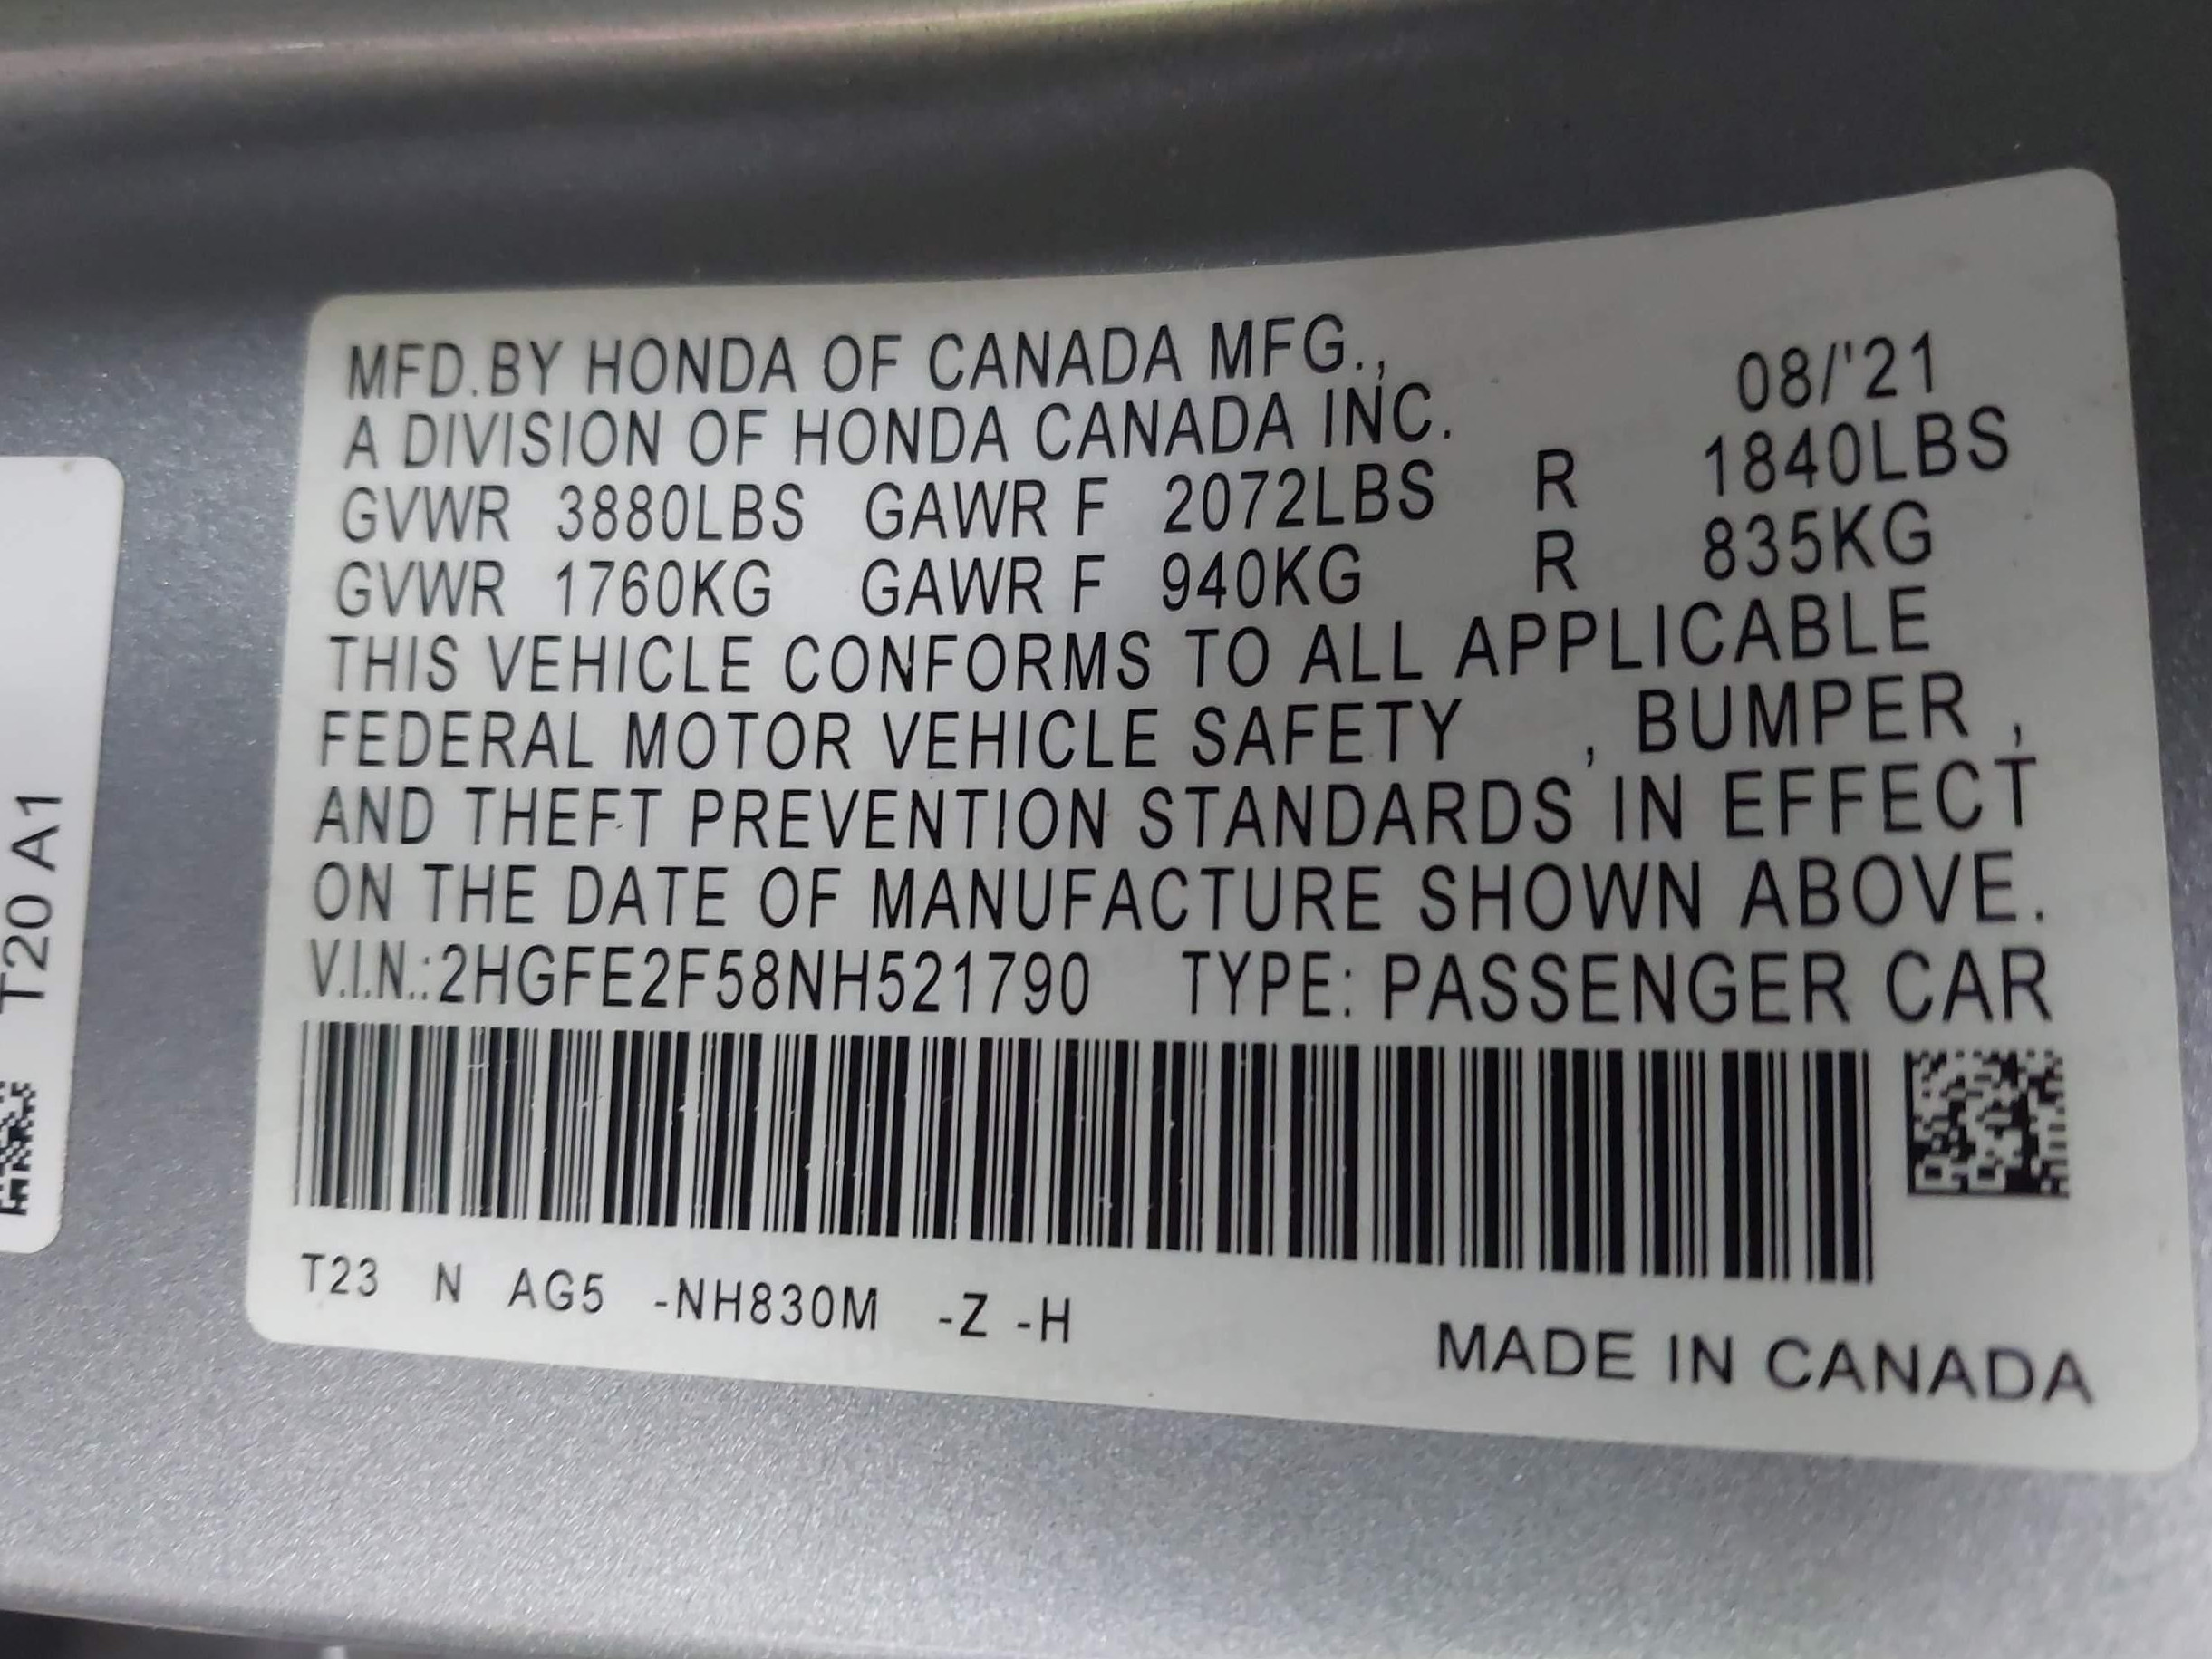 MFD.BY HONDA OF CANADA MFG.,
A DIVISION OF HONDA CANADA INC. 08/'21
GVWR 3880LBS GAWR F 2072LBS R 1840LBS
GVWR 1760KG GAWR F 940KG R 835KG
THIS VEHICLE CONFORMS TO ALL APPLICABLE
FEDERAL MOTOR VEHICLE SAFETY , BUMPER ,
AND THEFT PREVENTION STANDARDS IN EFFECT
ON THE DATE OF MANUFACTURE SHOWN ABOVE.
V.I.N.:2HGFE2F58NH521790 TYPE: PASSENGER CAR
T23 N AG5 -NH830M -Z -H
MADE IN CANADA
T20 A1